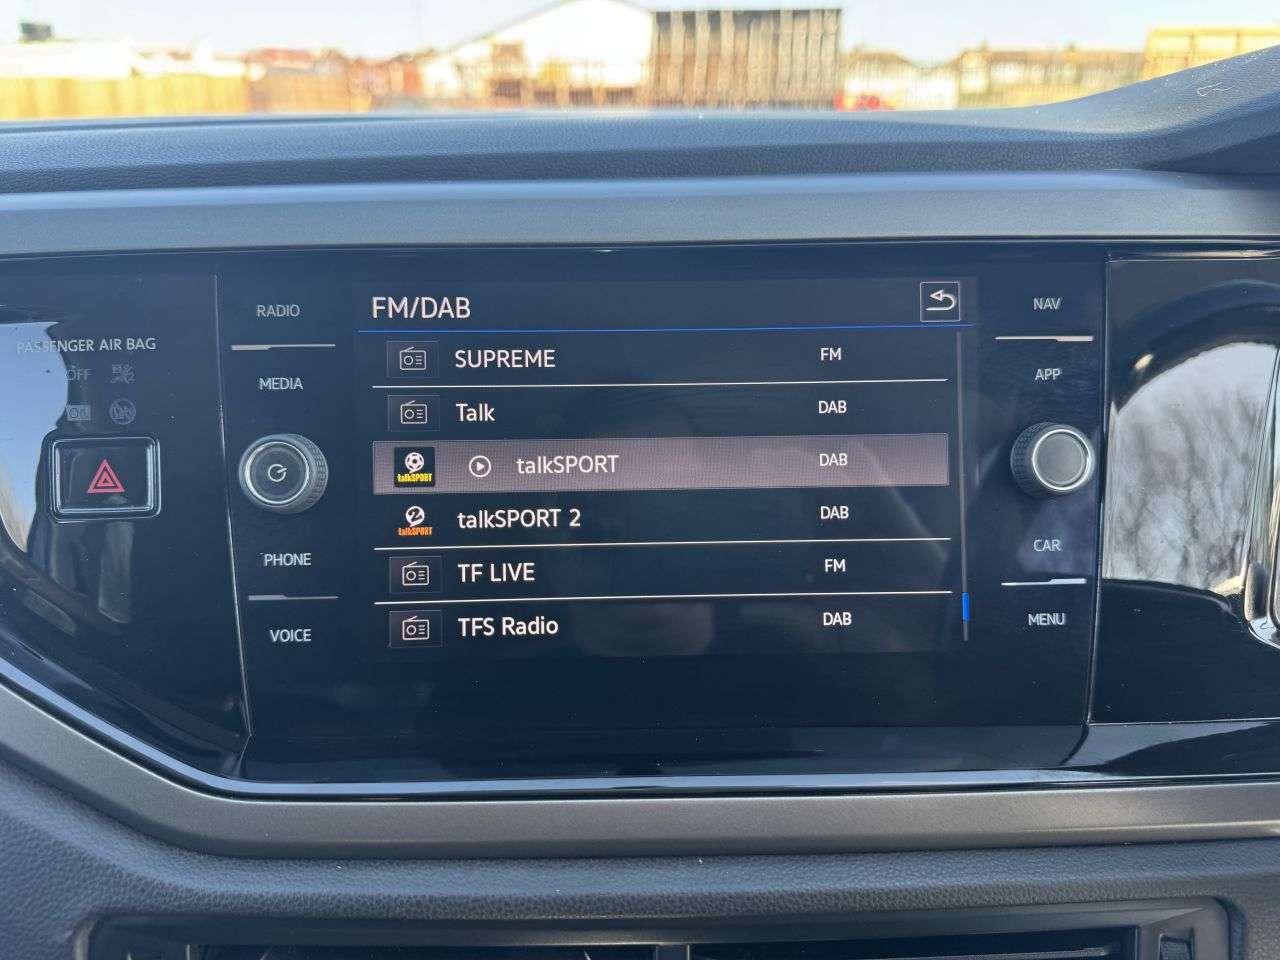 PASSENGER AIR BAG
OFF
On
RADIO
MEDIA
PHONE
VOICE
FM/DAB
SUPREME FM
Talk DAB
talkSPORT talkSPORT DAB
talkSPORT talkSPORT 2 DAB
TF LIVE FM
TFS Radio DAB
NAV
APP
CAR
MENU